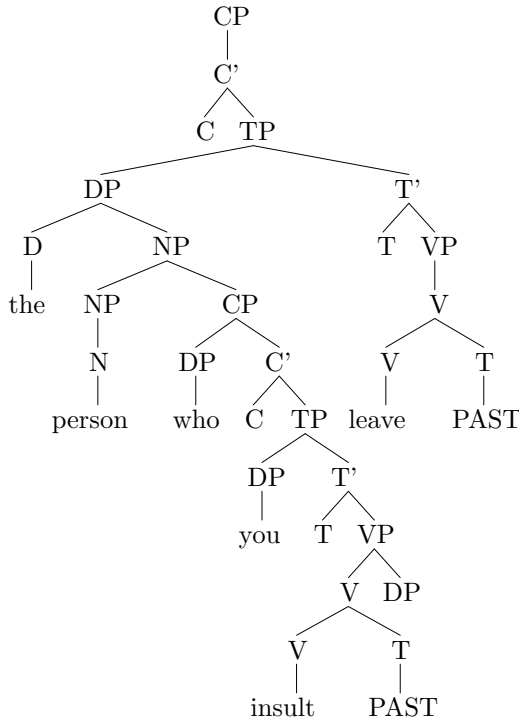 CP
C'
C TP
DP T'
D NP T VP
the NP CP V
N DP C' V T
person who C TP leave PAST
DP T'
you T VP
V DP
V T
insult PAST